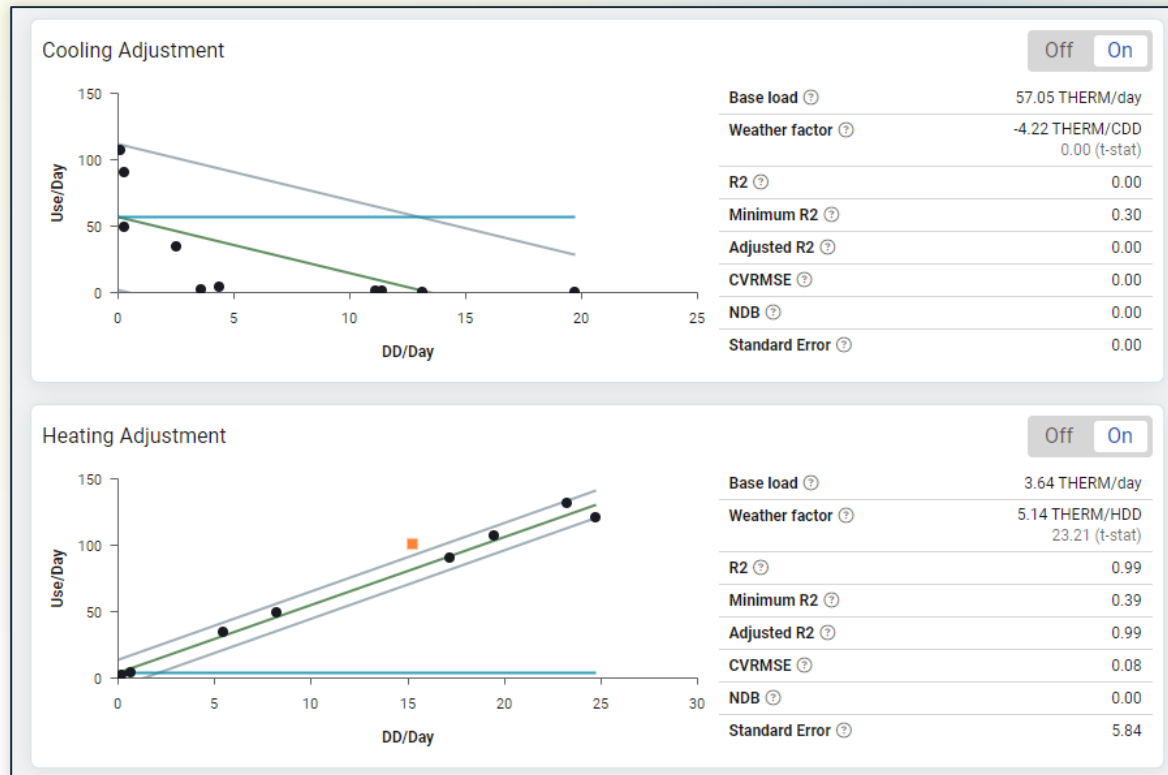 Cooling Adjustment
Off On
150
100
50
0
Use/Day
0 5 10 15 20 25
DD/Day
Base load ? 57.05 THERM/day
Weather factor ? -4.22 THERM/CDD
0.00 (t-stat)
R2 ? 0.00
Minimum R2 ? 0.30
Adjusted R2 ? 0.00
CVRMSE ? 0.00
NDB ? 0.00
Standard Error ? 0.00
Heating Adjustment
Off On
150
100
50
0
Use/Day
0 5 10 15 20 25 30
DD/Day
Base load ? 3.64 THERM/day
Weather factor ? 5.14 THERM/HDD
23.21 (t-stat)
R2 ? 0.99
Minimum R2 ? 0.39
Adjusted R2 ? 0.99
CVRMSE ? 0.08
NDB ? 0.00
Standard Error ? 5.84